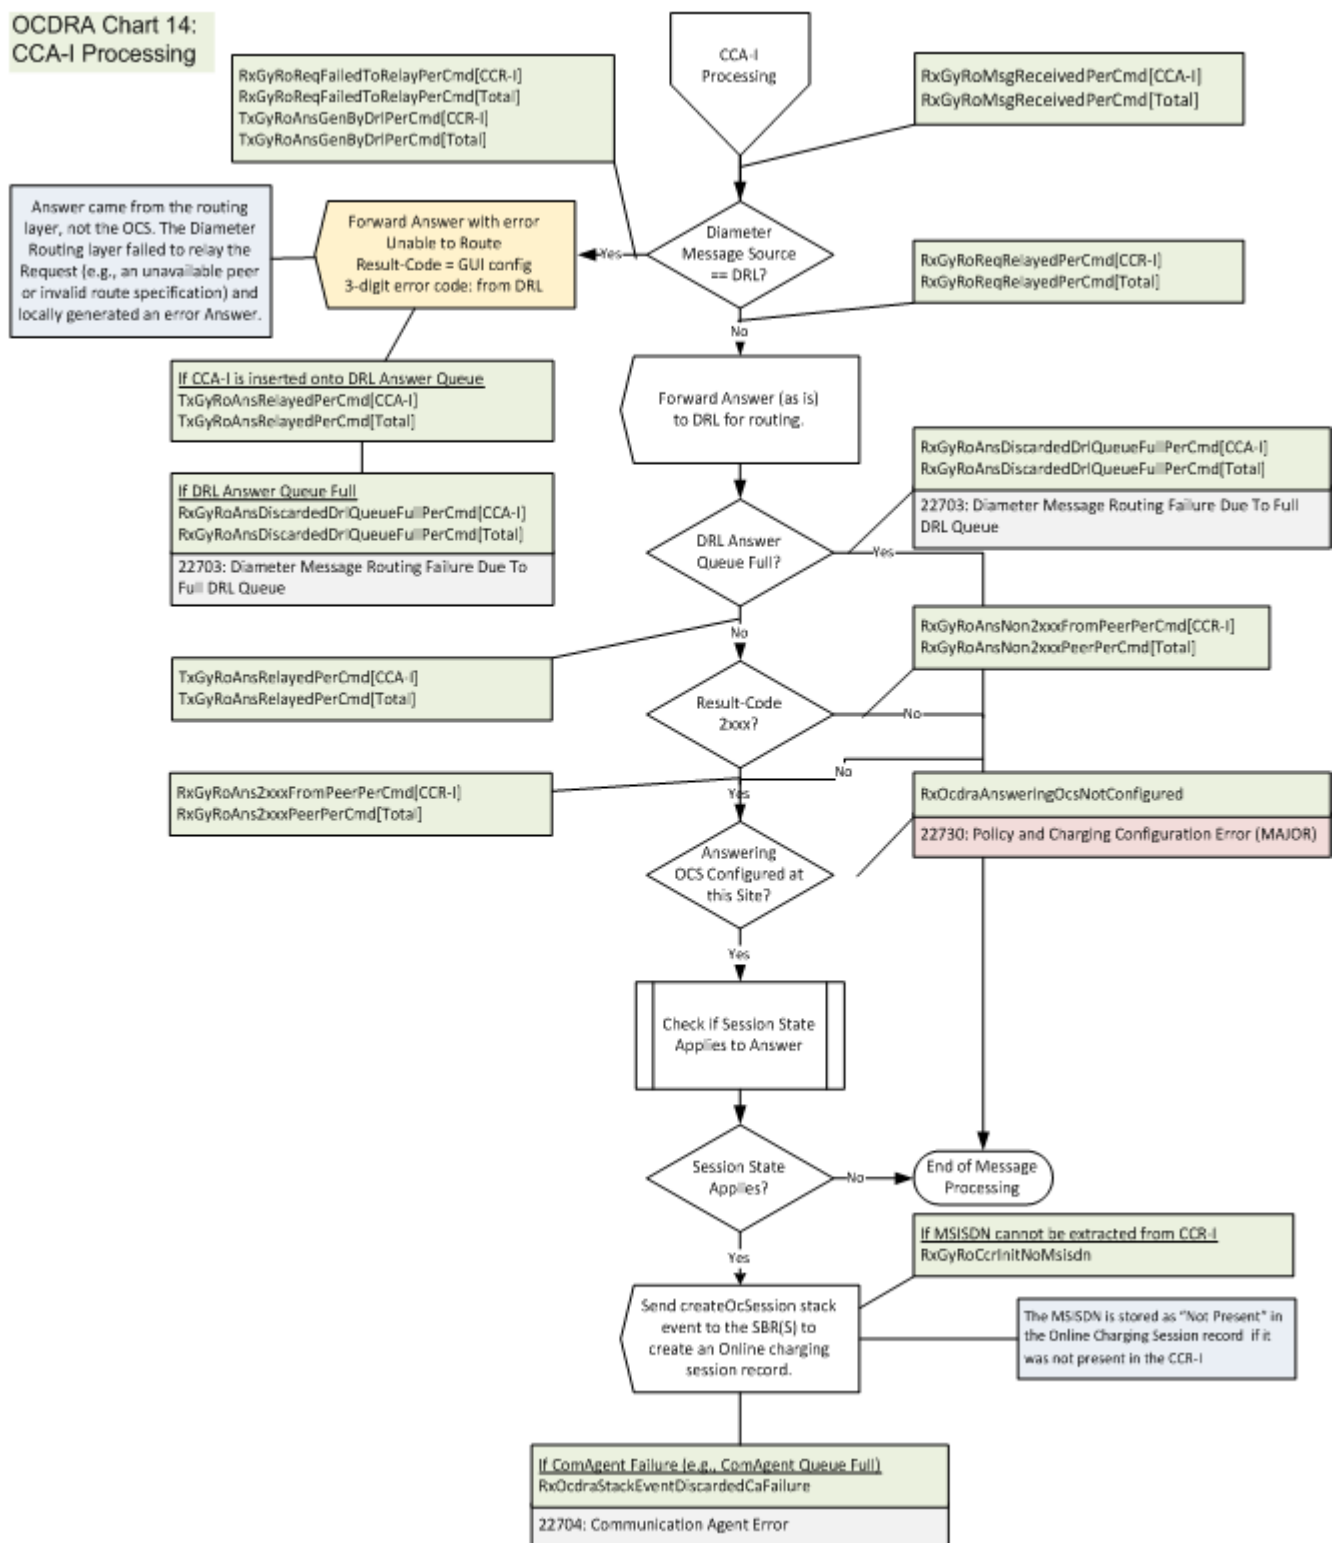 OCDRA Chart 14:
CCA-I Processing
CCA-I
Processing
RxGyRoReqFailedToRelayPerCmd[CCR-I]
RxGyRoReqFailedToRelayPerCmd[Total]
TxGyRoAnsGenByDrlPerCmd[CCR-I]
TxGyRoAnsGenByDrlPerCmd[Total]
RxGyRoMsgReceivedPerCmd[CCA-I]
RxGyRoMsgReceivedPerCmd[Total]
Answer came from the routing
layer, not the OCS. The Diameter
Routing layer failed to relay the
Request (e.g., an unavailable peer
or invalid route specification) and
locally generated an error Answer.
Forward Answer with error
Unable to Route
Result-Code = GUI config
3-digit error code: from DRL
Yes
Diameter
Message Source
== DRL?
RxGyRoReqRelayedPerCmd[CCR-I]
RxGyRoReqRelayedPerCmd[Total]
No
If CCA-I is inserted onto DRL Answer Queue
TxGyRoAnsRelayedPerCmd[CCA-I]
TxGyRoAnsRelayedPerCmd[Total]
Forward Answer (as is)
to DRL for routing.
If DRL Answer Queue Full
RxGyRoAnsDiscardedDrlQueueFullPerCmd[CCA-I]
RxGyRoAnsDiscardedDrlQueueFullPerCmd[Total]
22703: Diameter Message Routing Failure Due To
Full DRL Queue
RxGyRoAnsDiscardedDrlQueueFullPerCmd[CCA-I]
RxGyRoAnsDiscardedDrlQueueFullPerCmd[Total]
22703: Diameter Message Routing Failure Due To Full
DRL Queue
DRL Answer
Queue Full?
Yes
No
RxGyRoAnsNon2xxxFromPeerPerCmd[CCR-I]
RxGyRoAnsNon2xxxPeerPerCmd[Total]
TxGyRoAnsRelayedPerCmd[CCA-I]
TxGyRoAnsRelayedPerCmd[Total]
Result-Code
2xxx?
No
No
Yes
RxGyRoAns2xxxFromPeerPerCmd[CCR-I]
RxGyRoAns2xxxPeerPerCmd[Total]
RxOcdraAnsweringOcsNotConfigured
22730: Policy and Charging Configuration Error (MAJOR)
Answering
OCS Configured at
this Site?
Yes
Check if Session State
Applies to Answer
Session State
Applies?
No
End of Message
Processing
Yes
If MSISDN cannot be extracted from CCR-I
RxGyRoCcrInitNoMsisdn
Send createOcSession stack
event to the SBR(S) to
create an Online charging
session record.
The MSISDN is stored as "Not Present" in
the Online Charging Session record if it
was not present in the CCR-I
If ComAgent Failure (e.g., ComAgent Queue Full)
RxOcdraStackEventDiscardedCaFailure
22704: Communication Agent Error